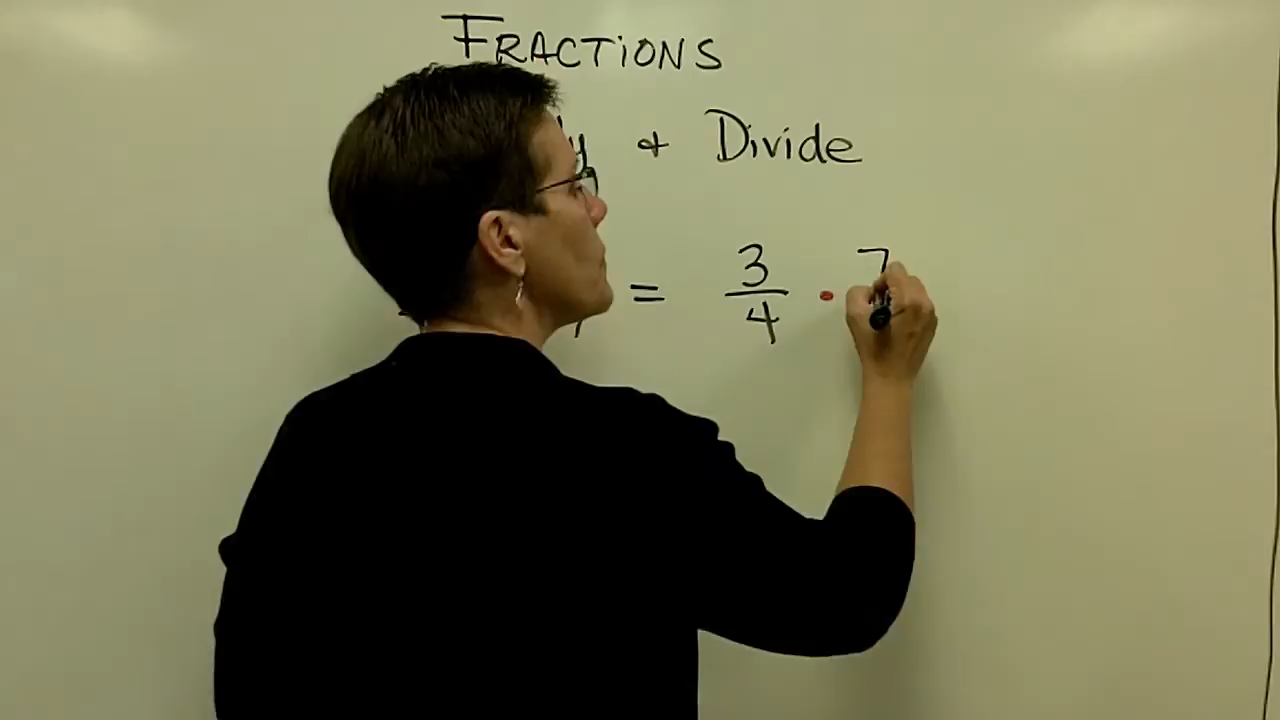 FRACTIONS
& Divide
= 3/4 · 7